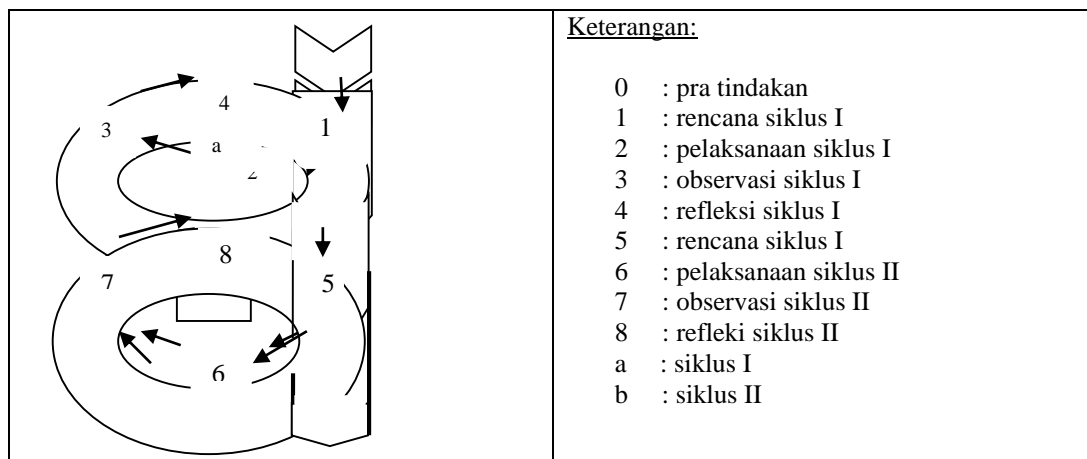 4
3
1
a
2
8
7
5
6
Keterangan:
0 : pra tindakan
1 : rencana siklus I
2 : pelaksanaan siklus I
3 : observasi siklus I
4 : refleksi siklus I
5 : rencana siklus I
6 : pelaksanaan siklus II
7 : observasi siklus II
8 : refleki siklus II
a : siklus I
b : siklus II